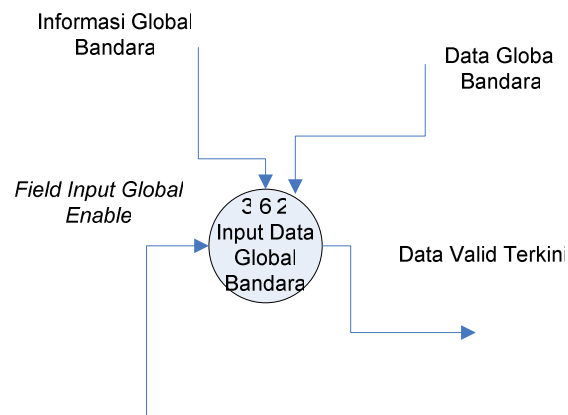 Informasi Global
Bandara
Data Globa
Bandara
Field Input Global
Enable
3 6 2
Input Data
Global
Bandara
Data Valid Terkini